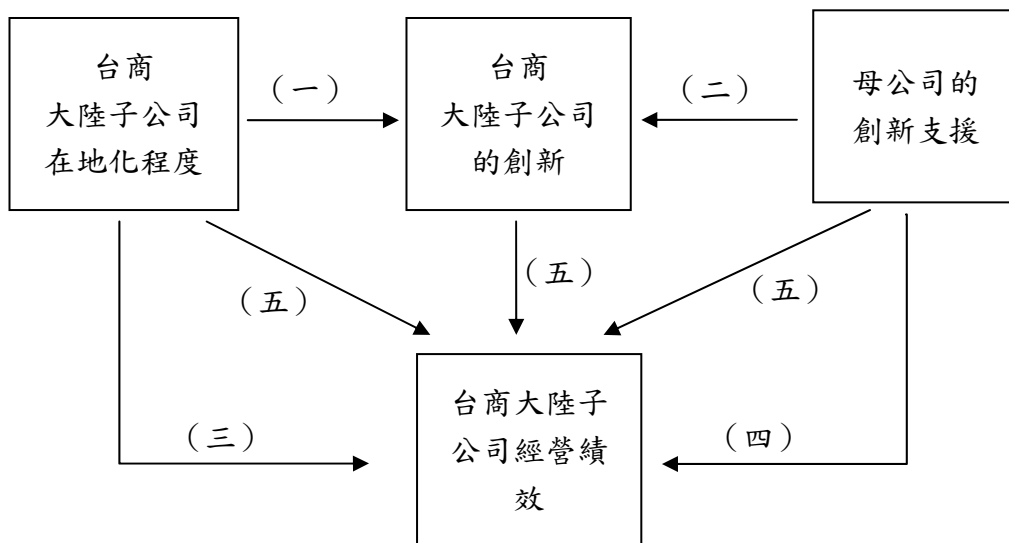 台商
大陸子公司
在地化程度
（一）
台商
大陸子公司
的創新
（二）
母公司的
創新支援
（五）
（五）
（五）
（三）
台商大陸子
公司經營績
效
（四）